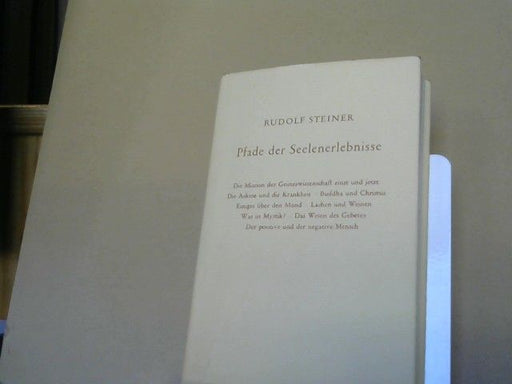 RUDOLF STEINER
Pfade der Seelenerlebnisse
Die Mission der Geisteswissenschaft einst und jetzt
Die Askese und die Krankheit · Buddha und Christus
Einiges über den Mond · Lachen und Weinen
Was ist Mystik? · Das Wesen des Gebetes
Der positive und der negative Mensch